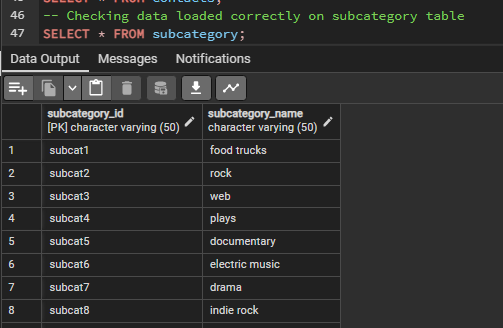 SELECT * FROM contacts;
46 -- Checking data loaded correctly on subcategory table
47 SELECT * FROM subcategory;
Data Output Messages Notifications
subcategory_id subcategory_name
[PK] character varying (50) character varying (50)
1 subcat1 food trucks
2 subcat2 rock
3 subcat3 web
4 subcat4 plays
5 subcat5 documentary
6 subcat6 electric music
7 subcat7 drama
8 subcat8 indie rock